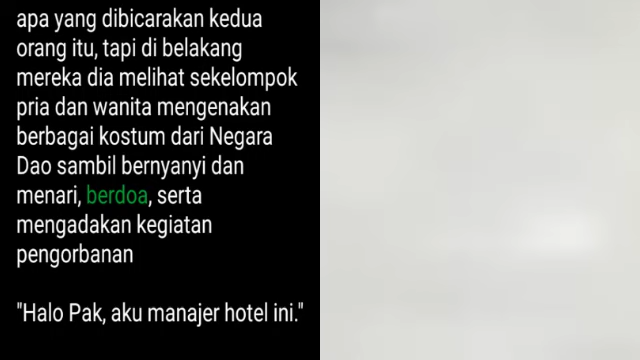 apa yang dibicarakan kedua
orang itu, tapi di belakang
mereka dia melihat sekelompok
pria dan wanita mengenakan
berbagai kostum dari Negara
Dao sambil bernyanyi dan
menari, berdoa, serta
mengadakan kegiatan
pengorbanan
"Halo Pak, aku manajer hotel ini."